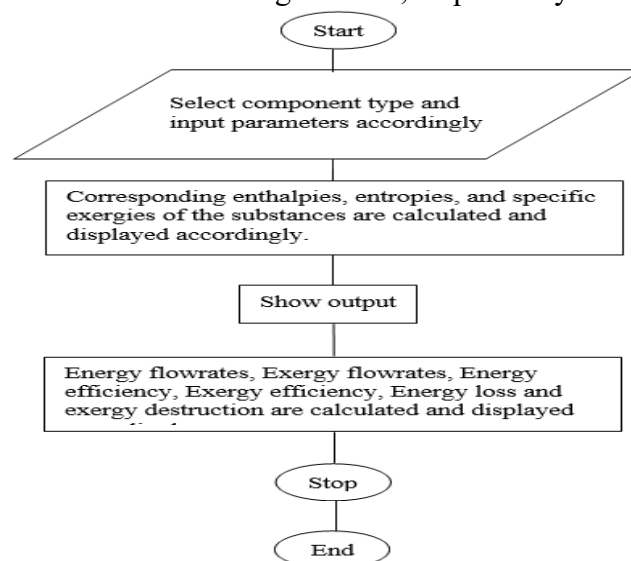 Start
Select component type and
input parameters accordingly
Corresponding enthalpies, entropies, and specific
exergies of the substances are calculated and
displayed accordingly.
Show output
Energy flowrates, Exergy flowrates, Energy
efficiency, Exergy efficiency, Energy loss and
exergy destruction are calculated and displayed
Stop
End